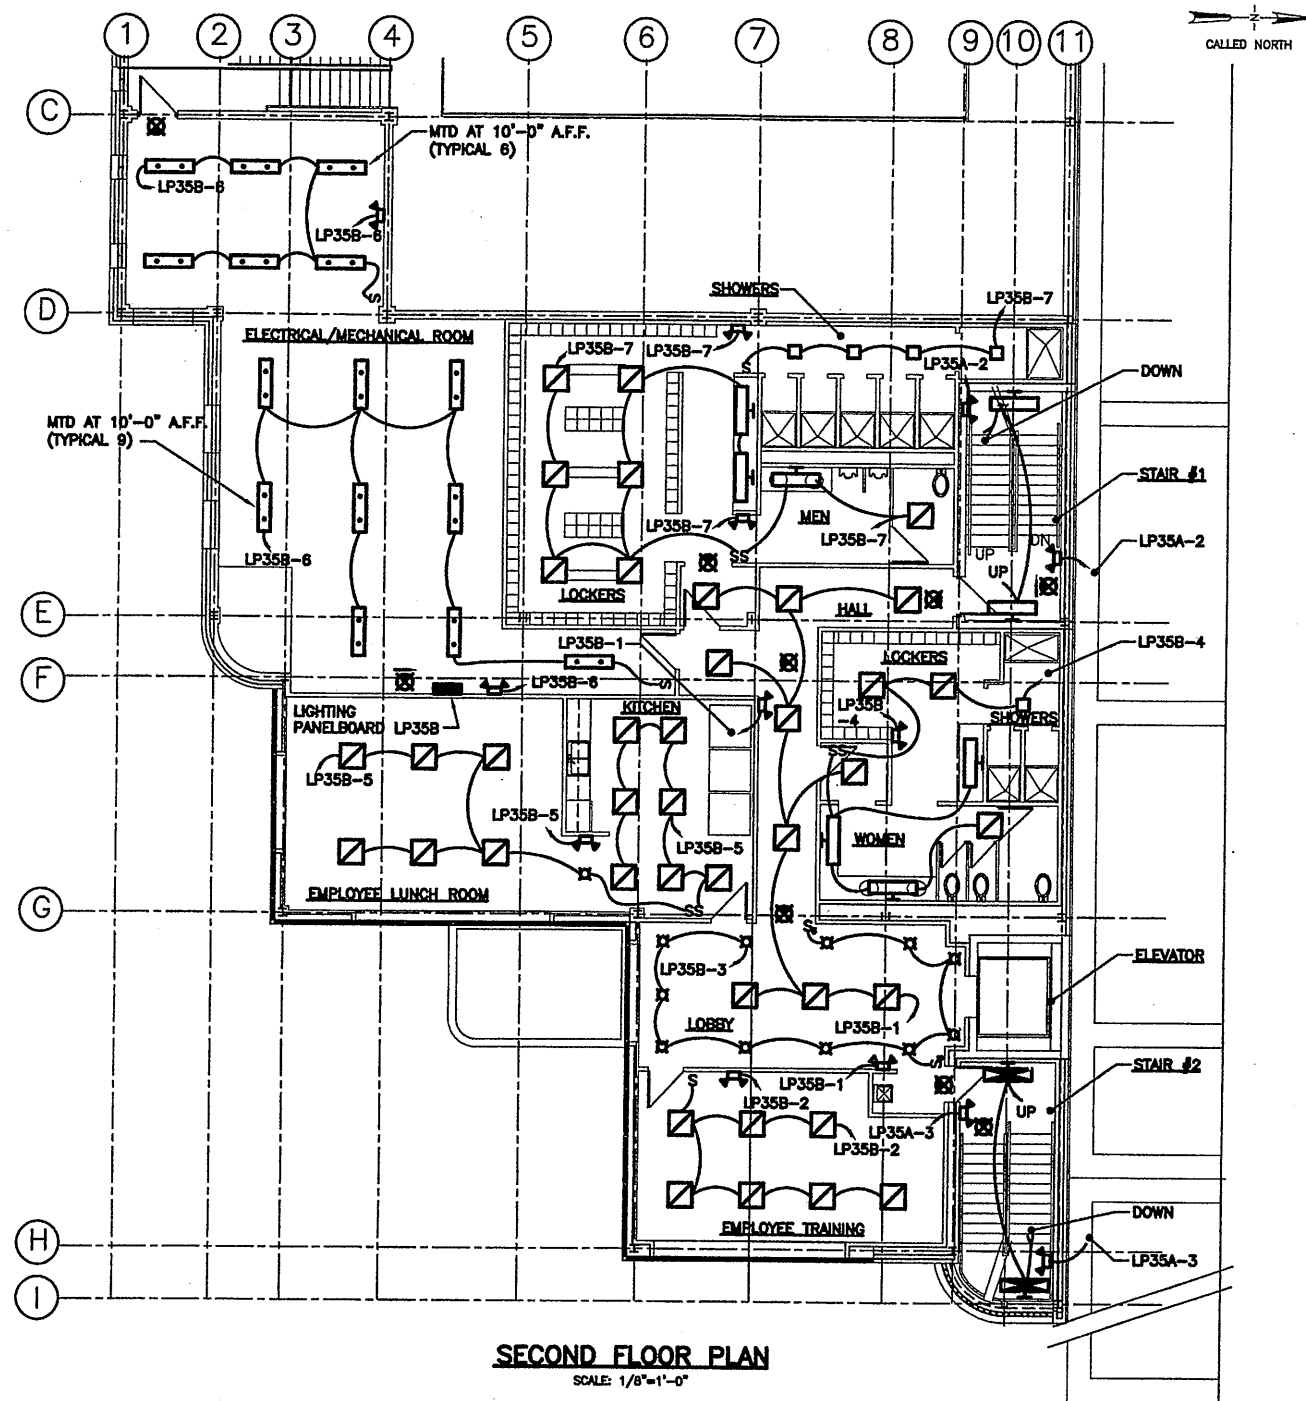 1 2 3 4 5 6 7 8 9 10 11
N
CALLED NORTH
C
MTD AT 10'-0" A.F.F.
(TYPICAL 6)
LP35B-6
LP35B-6
S
D
SHOWERS
LP35B-7
ELECTRICAL/MECHANICAL ROOM
LP35B-7
LP35B-7
S
LP35A-2
DOWN
MTD AT 10'-0" A.F.F.
(TYPICAL 9)
STAIR #1
LP35B-7
MEN
LP35B-7
DN
LP35A-2
LP35B-6
SS
UP
UP
LOCKERS
HALL
E
LP35B-1
LP35B-4
LOCKERS
F
LP35B-6
S
KITCHEN
LP35B
-4
SHOWERS
LIGHTING
PANELBOARD
LP35B
LP35B-5
SSZ
LP35B-5
LP35B-5
WOMEN
EMPLOYEE LUNCH ROOM
G
SS
S
LP35B-3
ELEVATOR
LOBBY
LP35B-1
S
STAIR #2
LP35B-1
S
LP35B-2
UP
LP35A-3
LP35B-2
EMPLOYEE TRAINING
DOWN
H
LP35A-3
I
SECOND FLOOR PLAN
SCALE: 1/8"=1'-0"